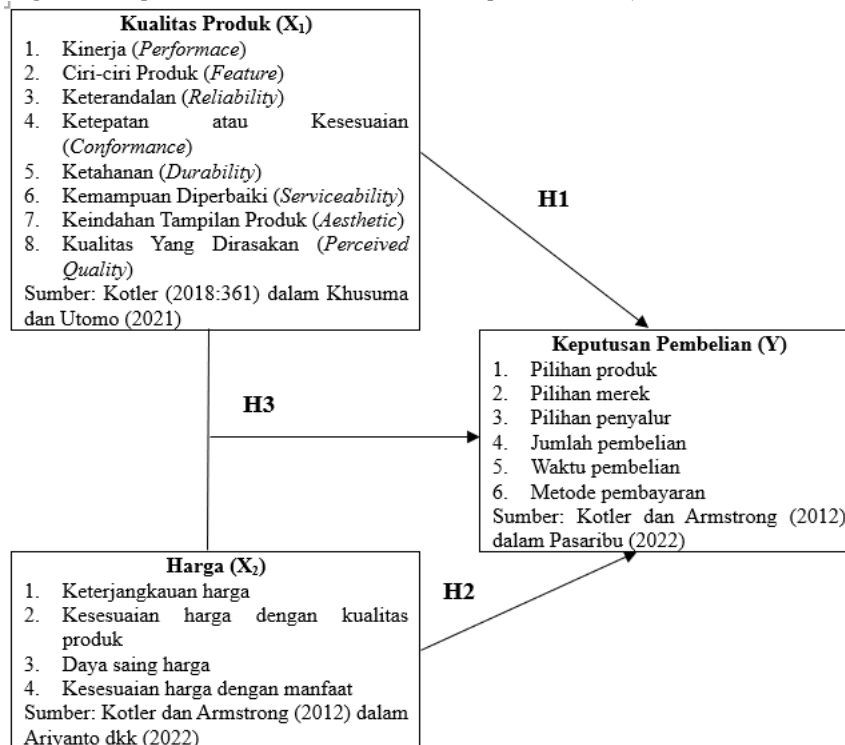 Kualitas Produk (X₁)
1. Kinerja (Performace)
2. Ciri-ciri Produk (Feature)
3. Keterandalan (Reliability)
4. Ketepatan atau Kesesuaian
(Conformance)
5. Ketahanan (Durability)
6. Kemampuan Diperbaiki (Serviceability)
7. Keindahan Tampilan Produk (Aesthetic)
8. Kualitas Yang Dirasakan (Perceived
Quality)
Sumber: Kotler (2018:361) dalam Khusuma
dan Utomo (2021)
H1
Keputusan Pembelian (Y)
1. Pilihan produk
2. Pilihan merek
3. Pilihan penyalur
4. Jumlah pembelian
5. Waktu pembelian
6. Metode pembayaran
Sumber: Kotler dan Armstrong (2012)
dalam Pasaribu (2022)
H3
Harga (X₂)
1. Keterjangkauan harga
2. Kesesuaian harga dengan kualitas
produk
3. Daya saing harga
4. Kesesuaian harga dengan manfaat
Sumber: Kotler dan Armstrong (2012) dalam
Ariyanto dkk (2022)
H2